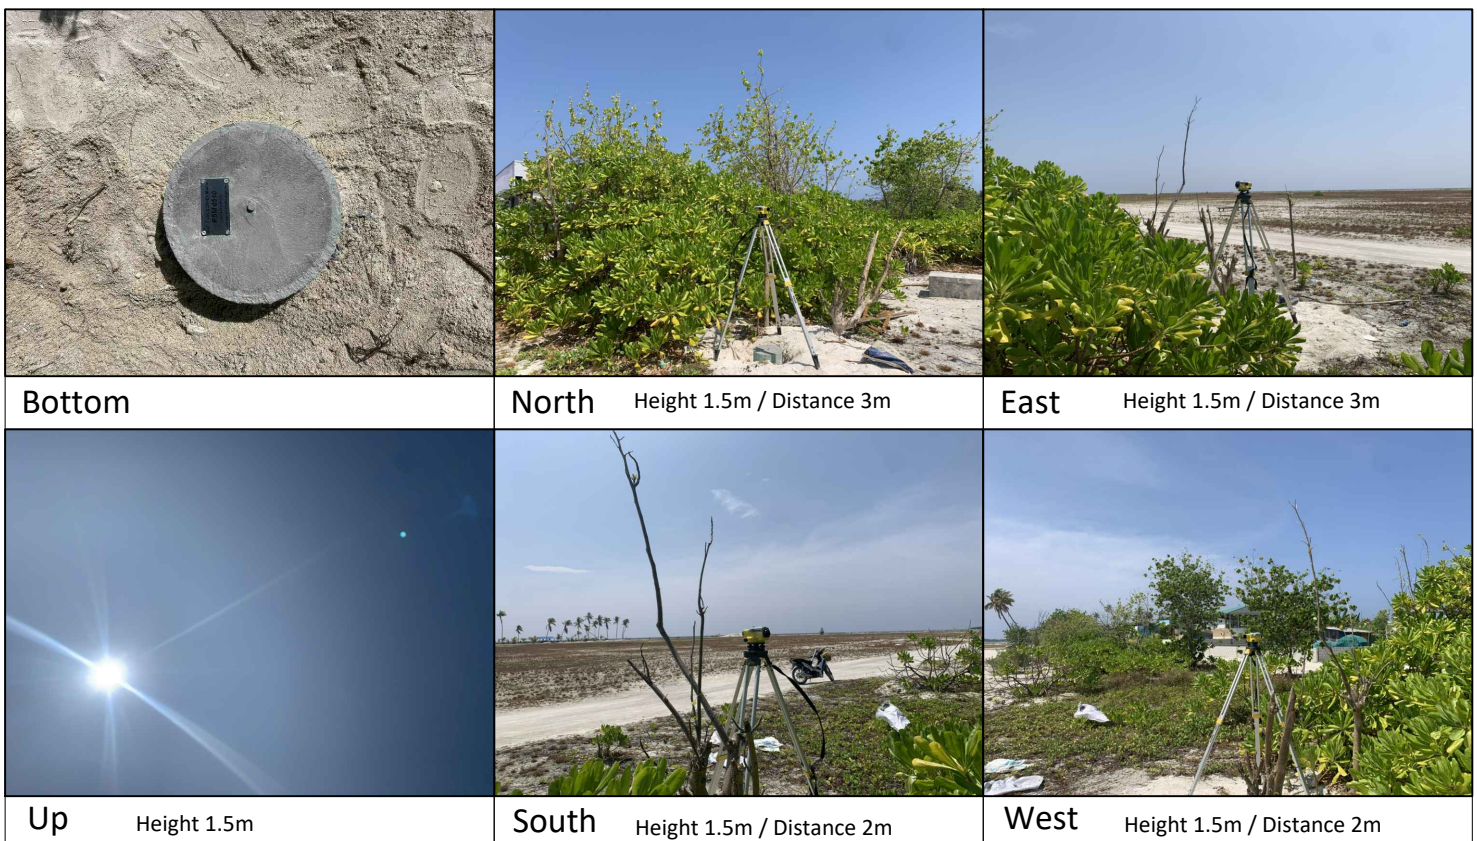 Bottom
North Height 1.5m / Distance 3m
East Height 1.5m / Distance 3m
Up Height 1.5m
South Height 1.5m / Distance 2m
West Height 1.5m / Distance 2m